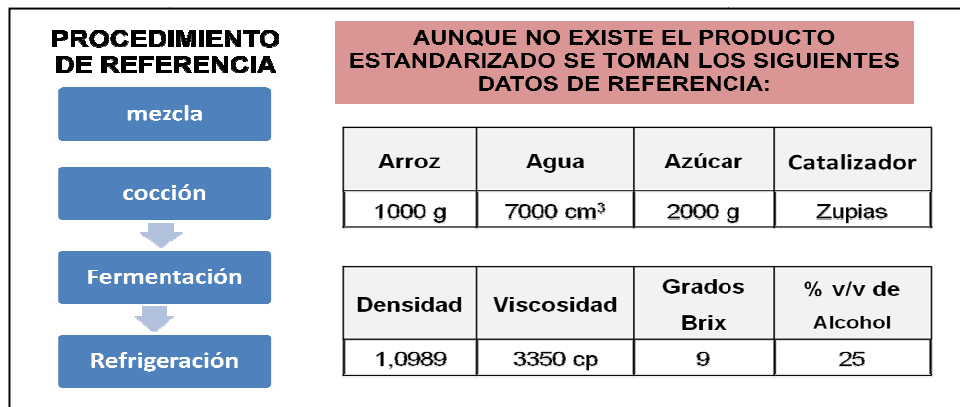 PROCEDIMIENTO
DE REFERENCIA
mezcla
cocción
Fermentación
Refrigeración
AUNQUE NO EXISTE EL PRODUCTO
ESTANDARIZADO SE TOMAN LOS SIGUIENTES
DATOS DE REFERENCIA:
Arroz Agua Azúcar Catalizador
1000 g 7000 cm³ 2000 g Zupias
Densidad Viscosidad Grados Brix % v/v de Alcohol
1,0989 3350 cp 9 25